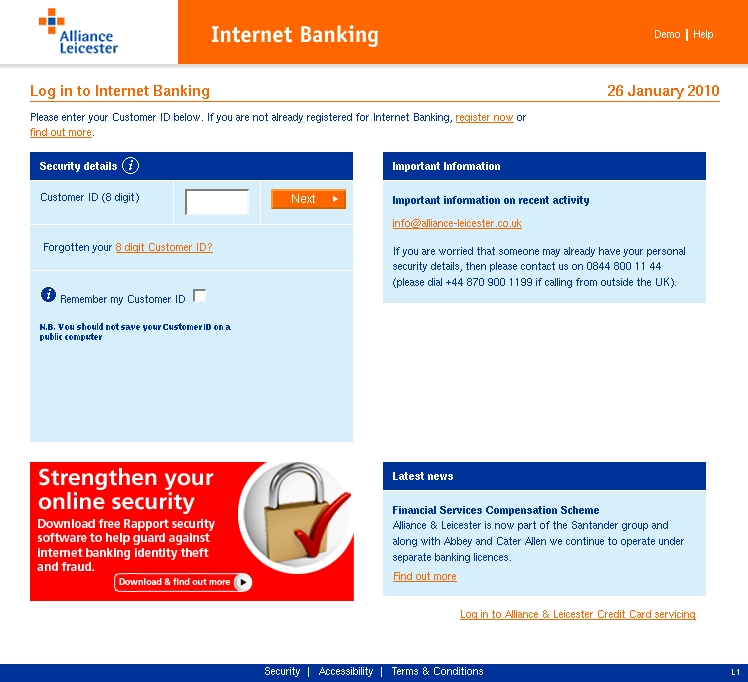 Alliance
Leicester
Internet Banking
Demo | Help
Log in to Internet Banking
26 January 2010
Please enter your Customer ID below. If you are not already registered for Internet Banking, register now or
find out more.
Security details i
Customer ID (8 digit)
Next
Forgotten your 8 digit Customer ID?
i Remember my Customer ID
N.B. You should not save your Customer ID on a
public computer
Important Information
Important information on recent activity
info@alliance-leicester.co.uk
If you are worried that someone may already have your personal
security details, then please contact us on 0844 800 11 44
(please dial +44 870 900 1199 if calling from outside the UK).
Strengthen your
online security
Download free Rapport security
software to help guard against
internet banking identity theft
and fraud.
Download & find out more
Latest news
Financial Services Compensation Scheme
Alliance & Leicester is now part of the Santander group and
along with Abbey and Cater Allen we continue to operate under
separate banking licences.
Find out more
Log in to Alliance & Leicester Credit Card servicing
Security | Accessibility | Terms & Conditions
L1